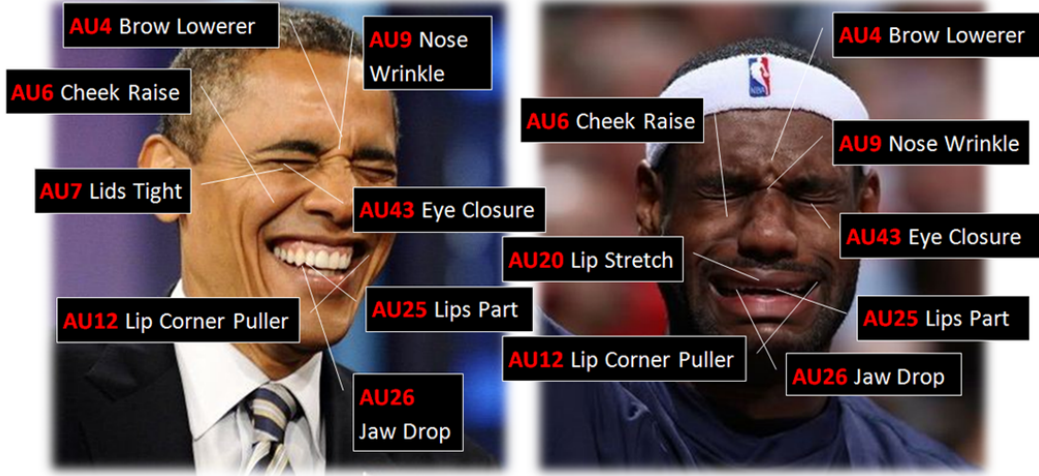 AU4 Brow Lowerer
AU9 Nose
Wrinkle
AU6 Cheek Raise
AU7 Lids Tight
AU43 Eye Closure
AU12 Lip Corner Puller
AU25 Lips Part
AU26
Jaw Drop
AU4 Brow Lowerer
AU6 Cheek Raise
AU9 Nose Wrinkle
AU43 Eye Closure
AU20 Lip Stretch
AU25 Lips Part
AU12 Lip Corner Puller
AU26 Jaw Drop